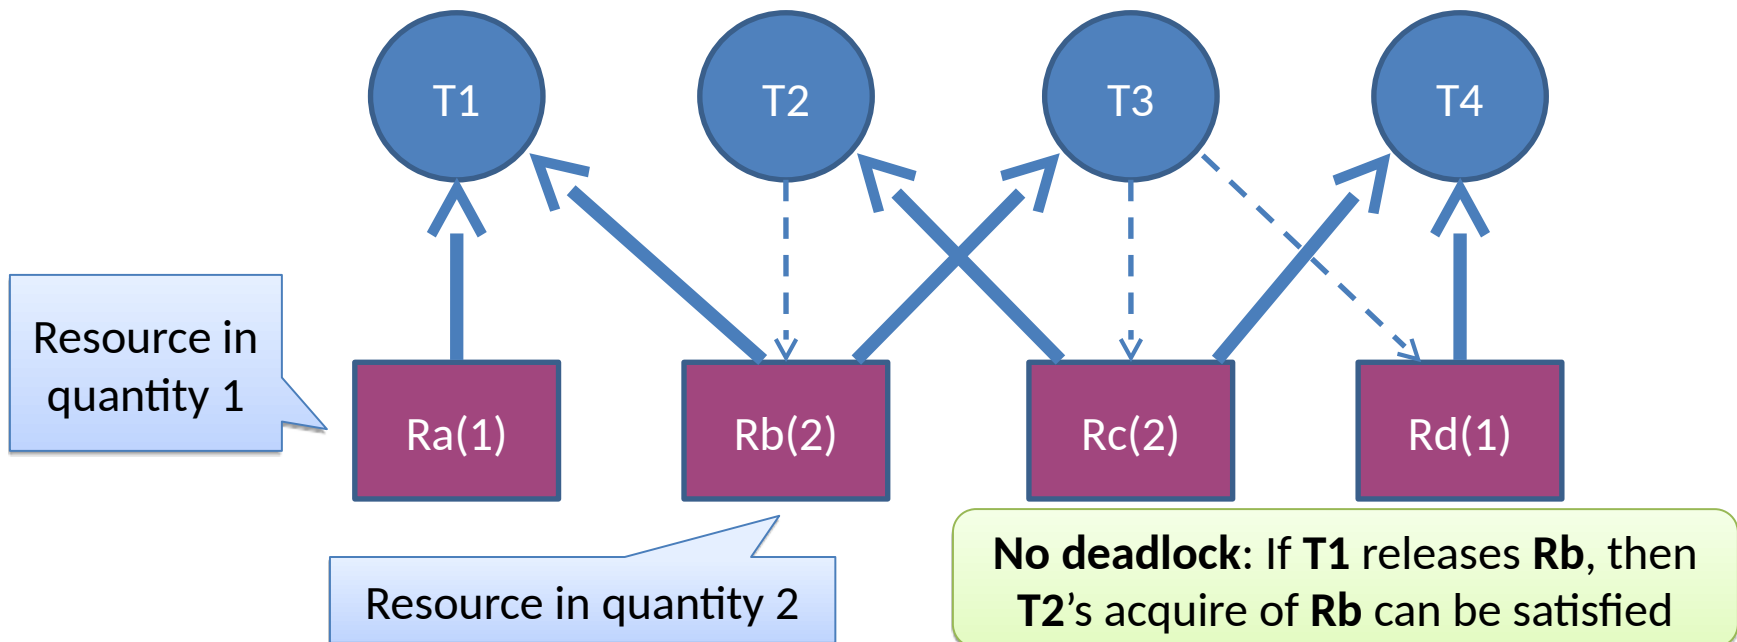 T1
T2
T3
T4
Resource in
quantity 1
Ra(1)
Rb(2)
Rc(2)
Rd(1)
Resource in quantity 2
No deadlock: If T1 releases Rb, then
T2’s acquire of Rb can be satisfied